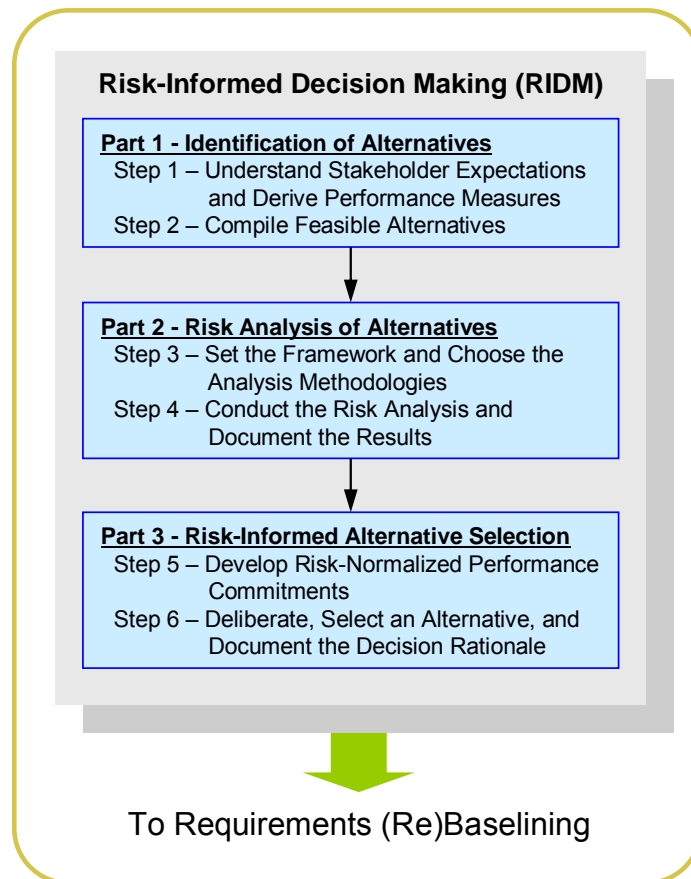 Risk-Informed Decision Making (RIDM)
Part 1 - Identification of Alternatives
Step 1 – Understand Stakeholder Expectations
and Derive Performance Measures
Step 2 – Compile Feasible Alternatives
Part 2 - Risk Analysis of Alternatives
Step 3 – Set the Framework and Choose the
Analysis Methodologies
Step 4 – Conduct the Risk Analysis and
Document the Results
Part 3 - Risk-Informed Alternative Selection
Step 5 – Develop Risk-Normalized Performance
Commitments
Step 6 – Deliberate, Select an Alternative, and
Document the Decision Rationale
To Requirements (Re)Baselining